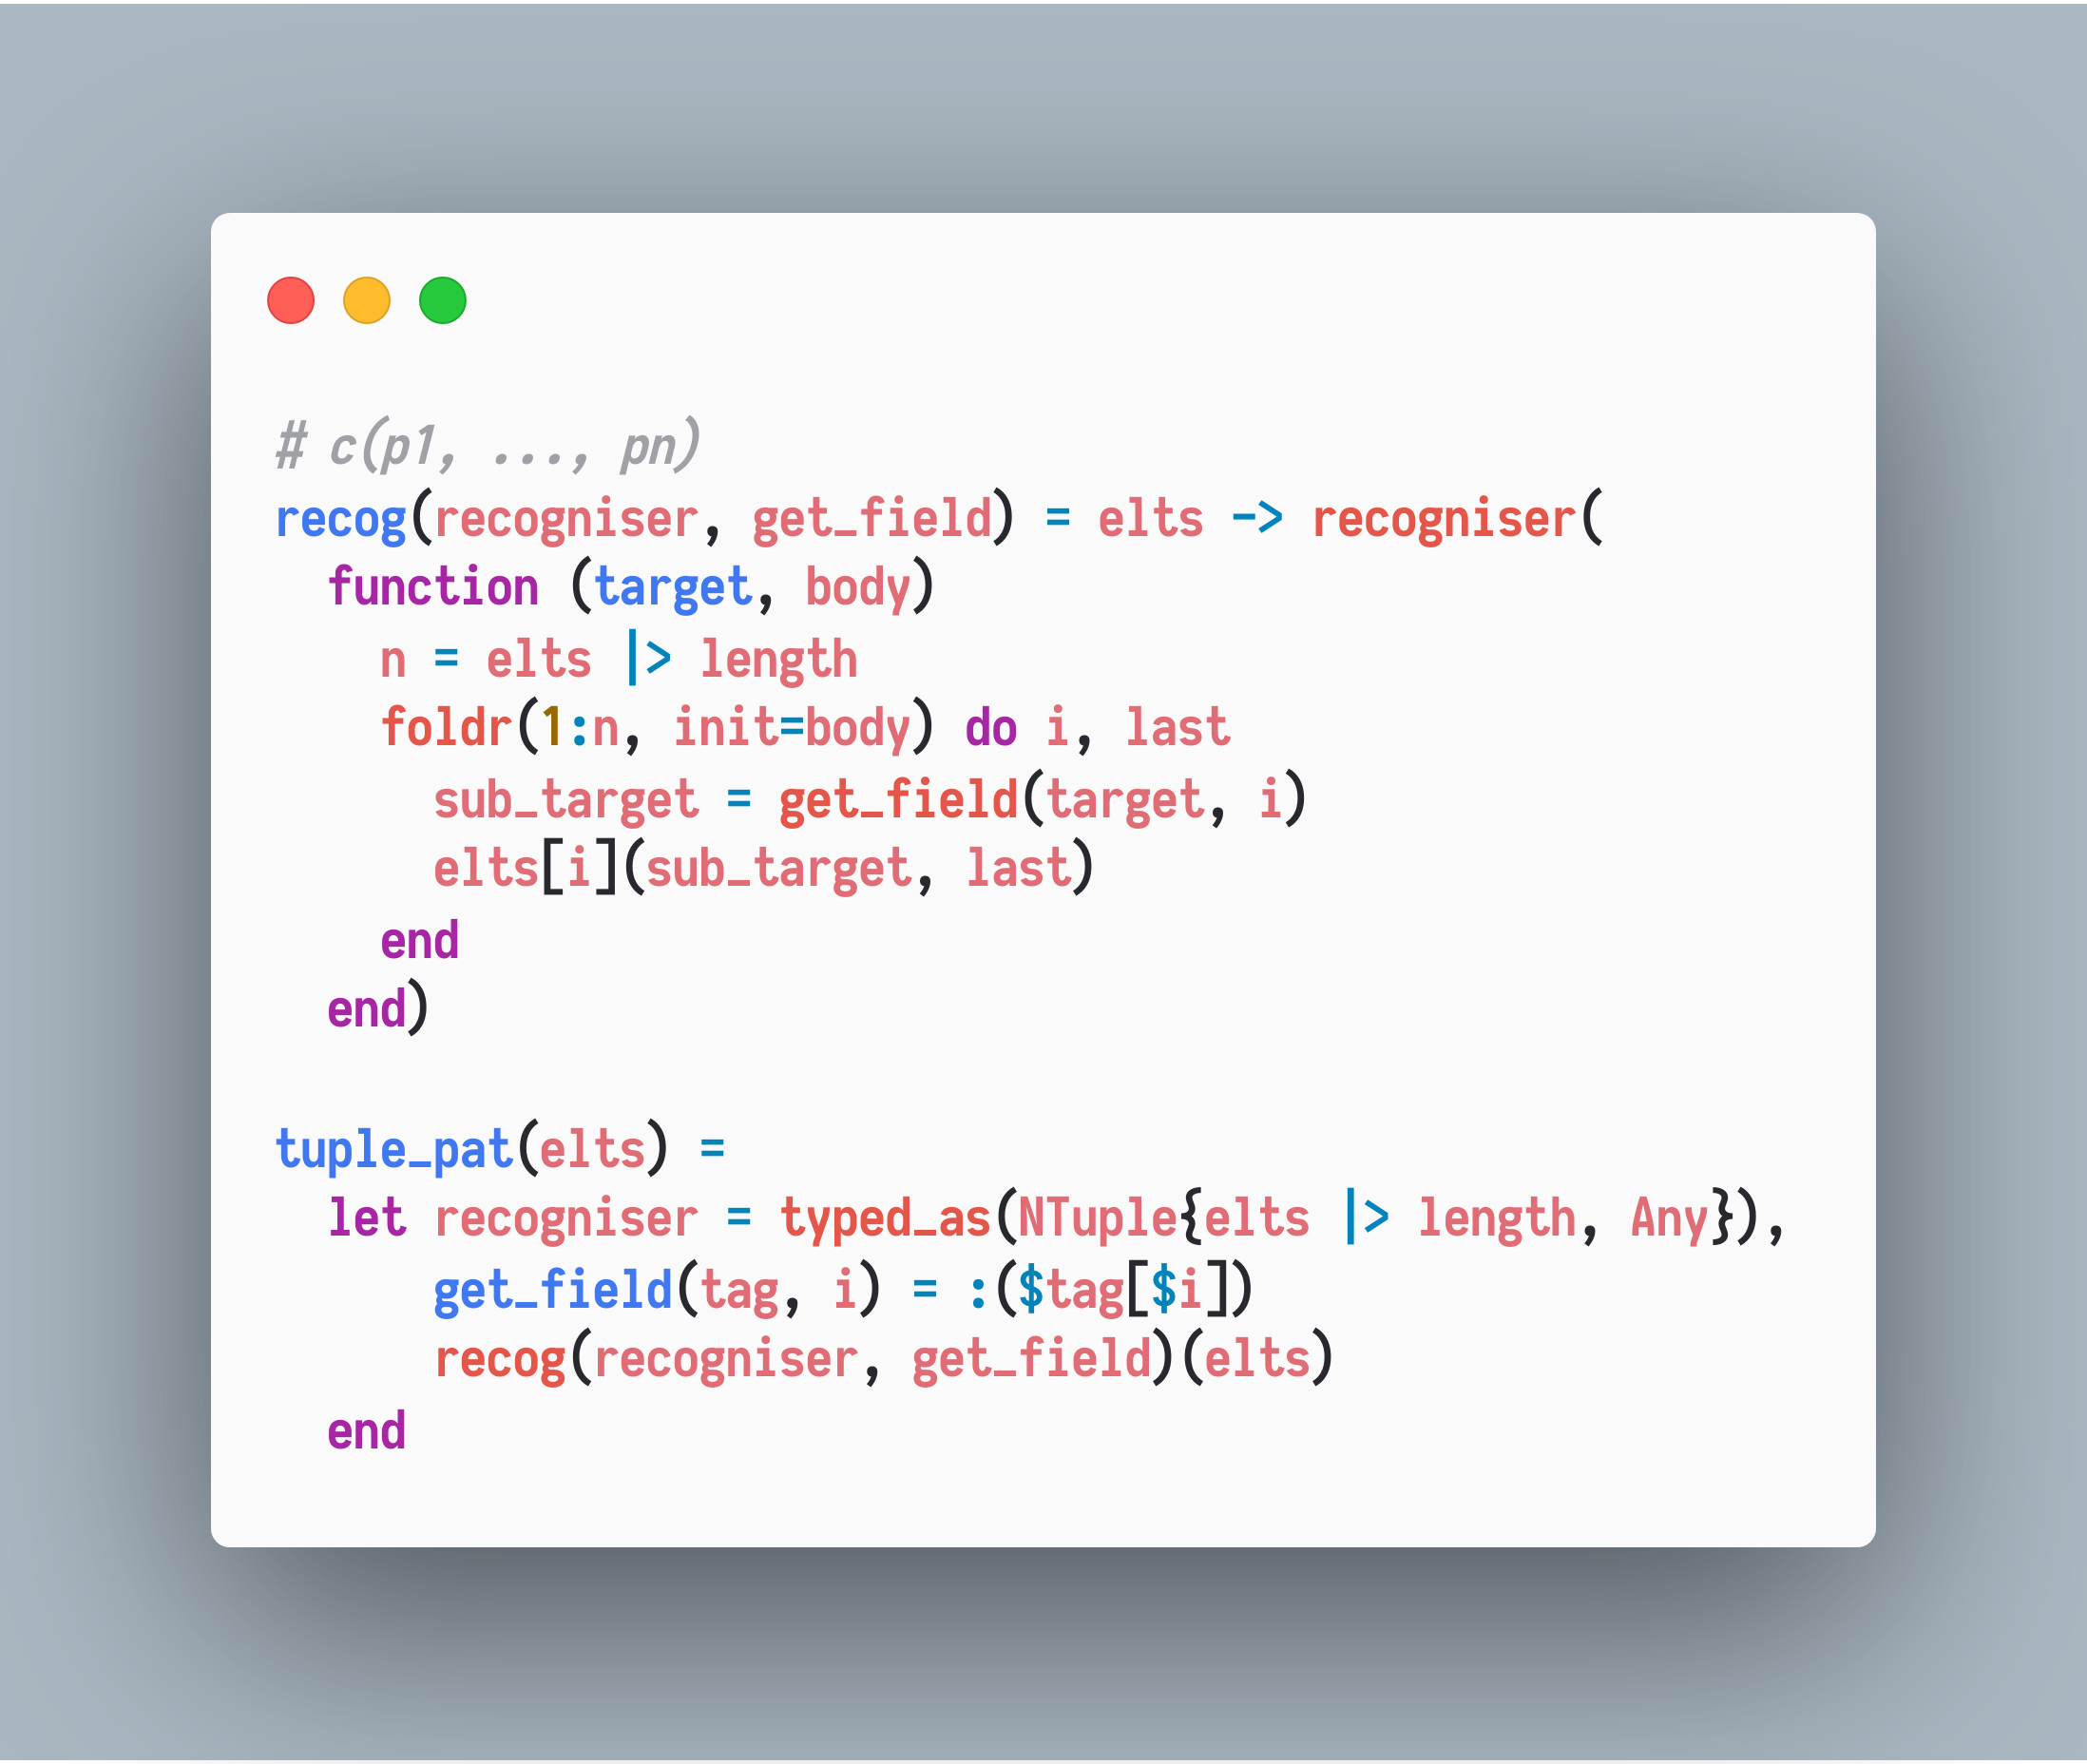 # c(p1, ..., pn)
recog(recogniser, get_field) = elts -> recogniser(
  function (target, body)
    n = elts |> length
    foldr(1:n, init=body) do i, last
      sub_target = get_field(target, i)
      elts[i](sub_target, last)
    end
  end)

tuple_pat(elts) =
  let recogniser = typed_as(NTuple{elts |> length, Any}),
      get_field(tag, i) = :($tag[$i])
      recog(recogniser, get_field)(elts)
  end